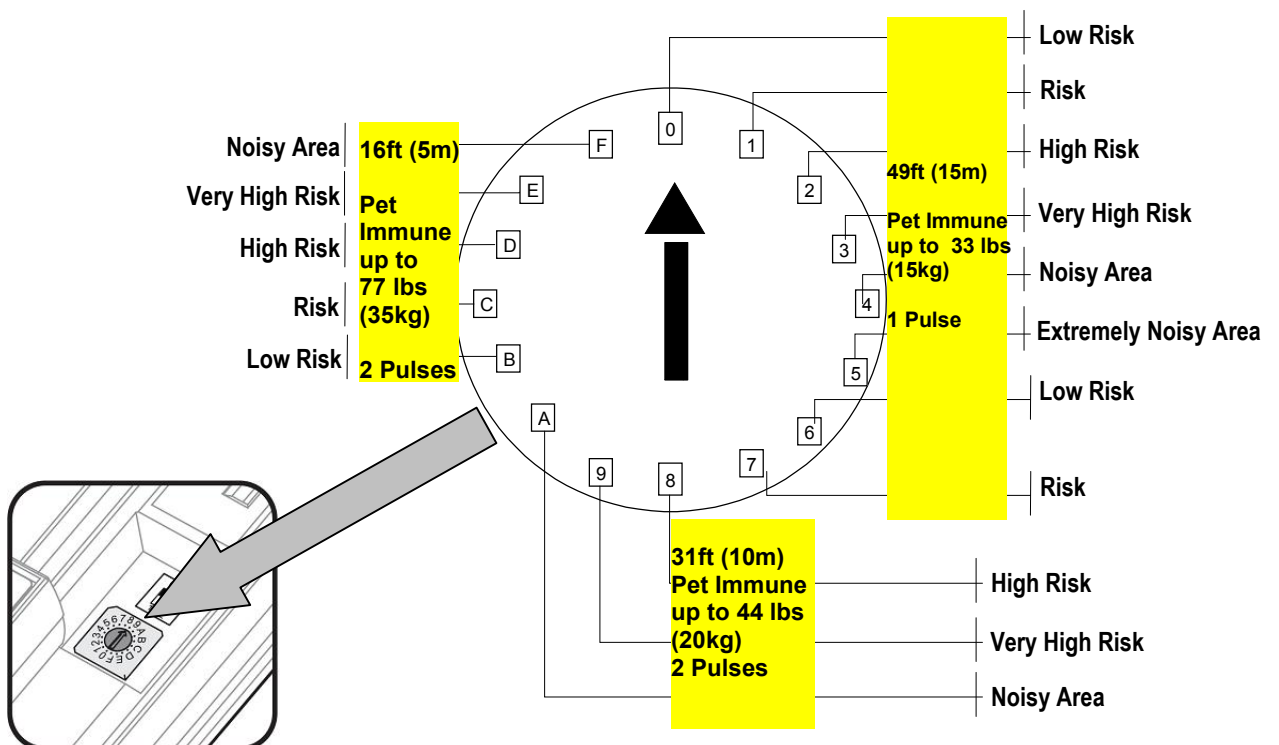 Low Risk
Risk
High Risk
Very High Risk
Noisy Area
Extremely Noisy Area
Low Risk
Risk
49ft (15m)
Pet Immune
up to 33 lbs
(15kg)
1 Pulse
Noisy Area
Very High Risk
High Risk
Risk
Low Risk
16ft (5m)
Pet
Immune
up to
77 lbs
(35kg)
2 Pulses
0
1
2
3
4
5
6
7
8
9
A
B
C
D
E
F
31ft (10m)
Pet Immune
up to 44 lbs
(20kg)
2 Pulses
High Risk
Very High Risk
Noisy Area
0123456789ABCDEF